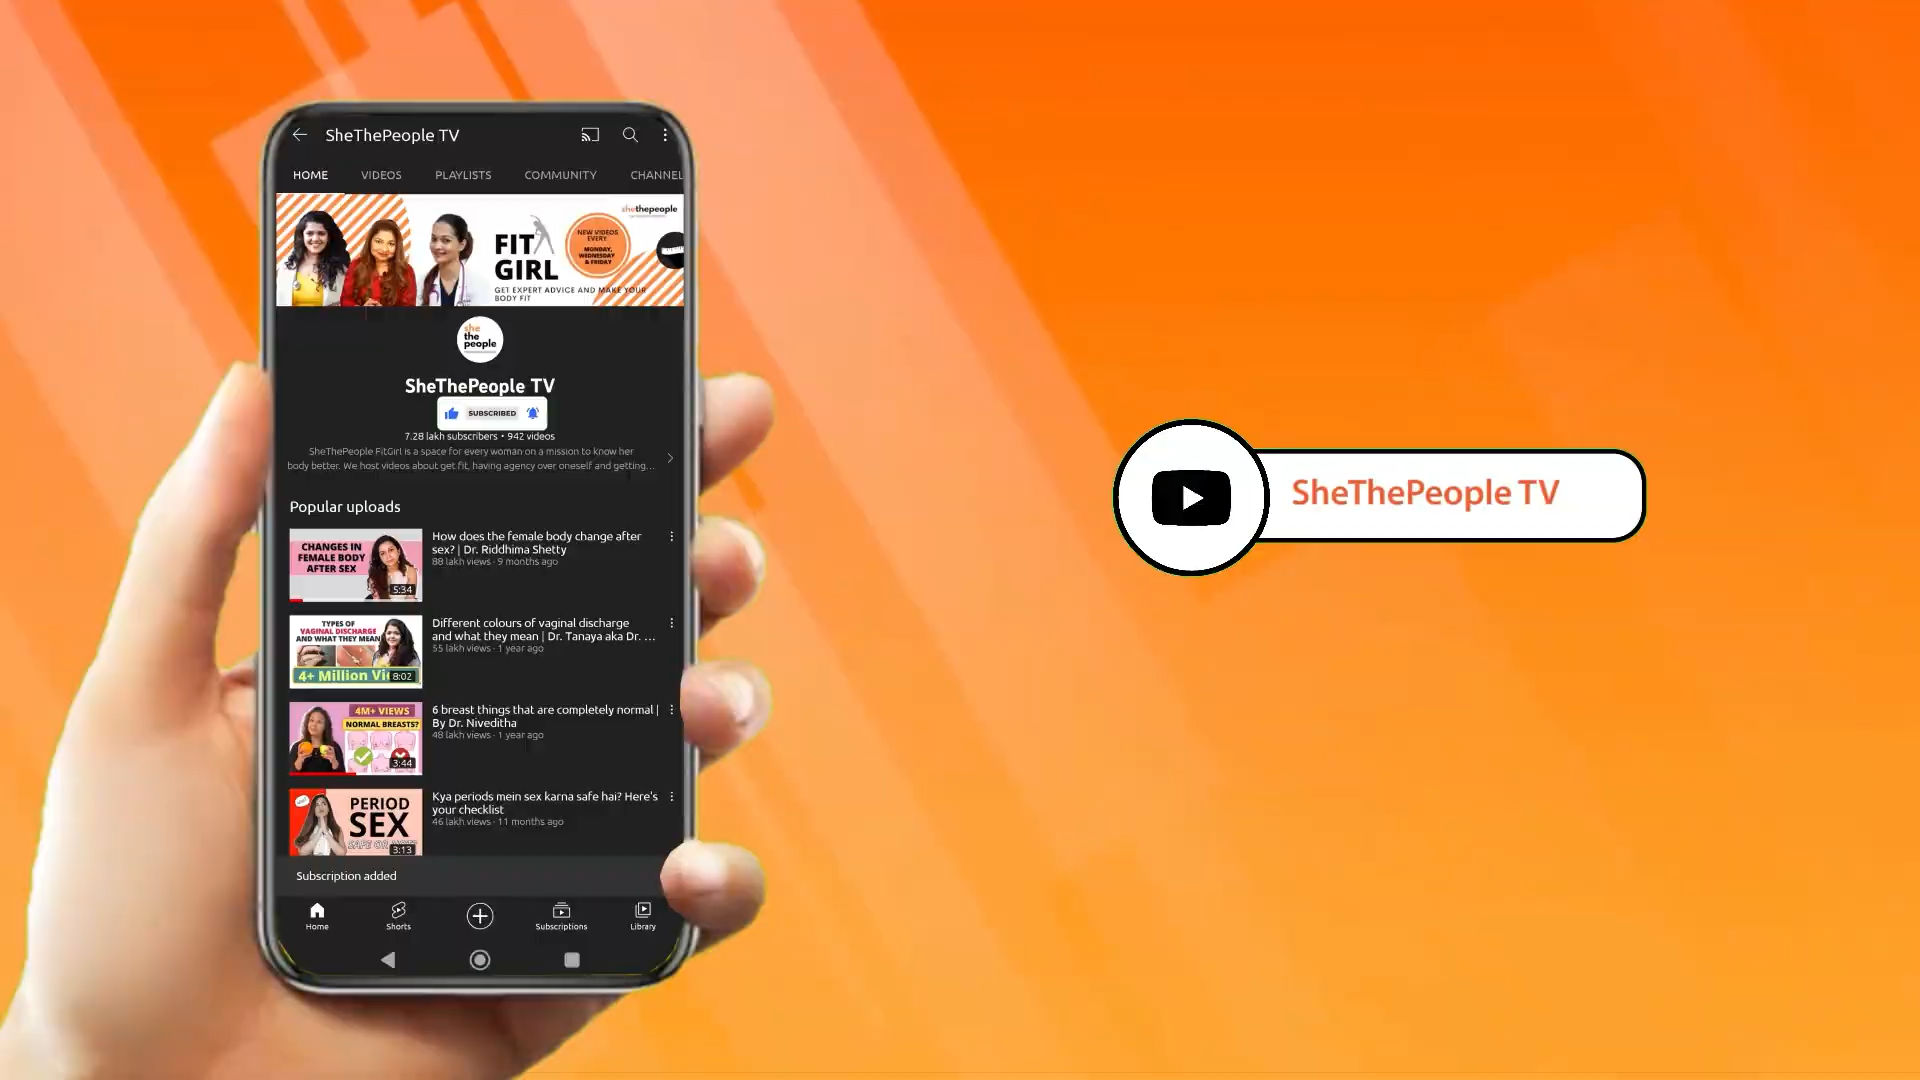 SheThePeople TV
HOME VIDEOS PLAYLISTS COMMUNITY CHANNEL
shethepeople
FIT
GIRL
GET EXPERT ADVICE AND MAKE YOUR
BODY FIT
NEW VIDEOS
EVERY
MONDAY,
WEDNESDAY
& FRIDAY
she
the
people
SheThePeople TV
SUBSCRIBED
7.28 lakh subscribers • 942 videos
SheThePeople FitGirl is a space for every woman on a mission to know her
body better. We host videos about get fit, having agency over oneself and getting...
Popular uploads
CHANGES IN
FEMALE BODY
AFTER SEX
5:34
How does the female body change after
sex? | Dr. Riddhima Shetty
88 lakh views · 9 months ago
TYPES OF
VAGINAL DISCHARGE
AND WHAT THEY MEAN
4+ Million Vi
8:02
Different colours of vaginal discharge
and what they mean | Dr. Tanaya aka Dr. ...
55 lakh views · 1 year ago
4M+ VIEWS
NORMAL BREASTS?
3:44
6 breast things that are completely normal |
By Dr. Niveditha
48 lakh views · 1 year ago
PERIOD
SEX
SAFE OR
3:13
Kya periods mein sex karna safe hai? Here's
your checklist
46 lakh views · 11 months ago
Subscription added
Home Shorts Subscriptions Library
SheThePeople TV